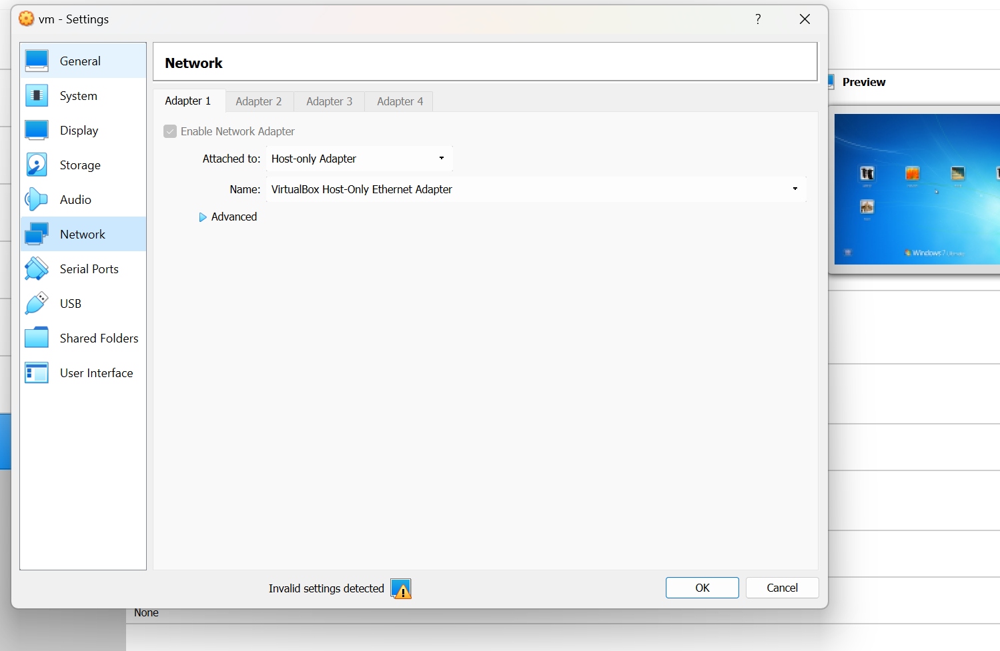 vm - Settings
?
General
System
Display
Storage
Audio
Network
Serial Ports
USB
Shared Folders
User Interface
Network
Adapter 1 Adapter 2 Adapter 3 Adapter 4
Enable Network Adapter
Attached to: Host-only Adapter
Name: VirtualBox Host-Only Ethernet Adapter
Advanced
Invalid settings detected
OK Cancel
Preview
Windows 7 Ultimate
None